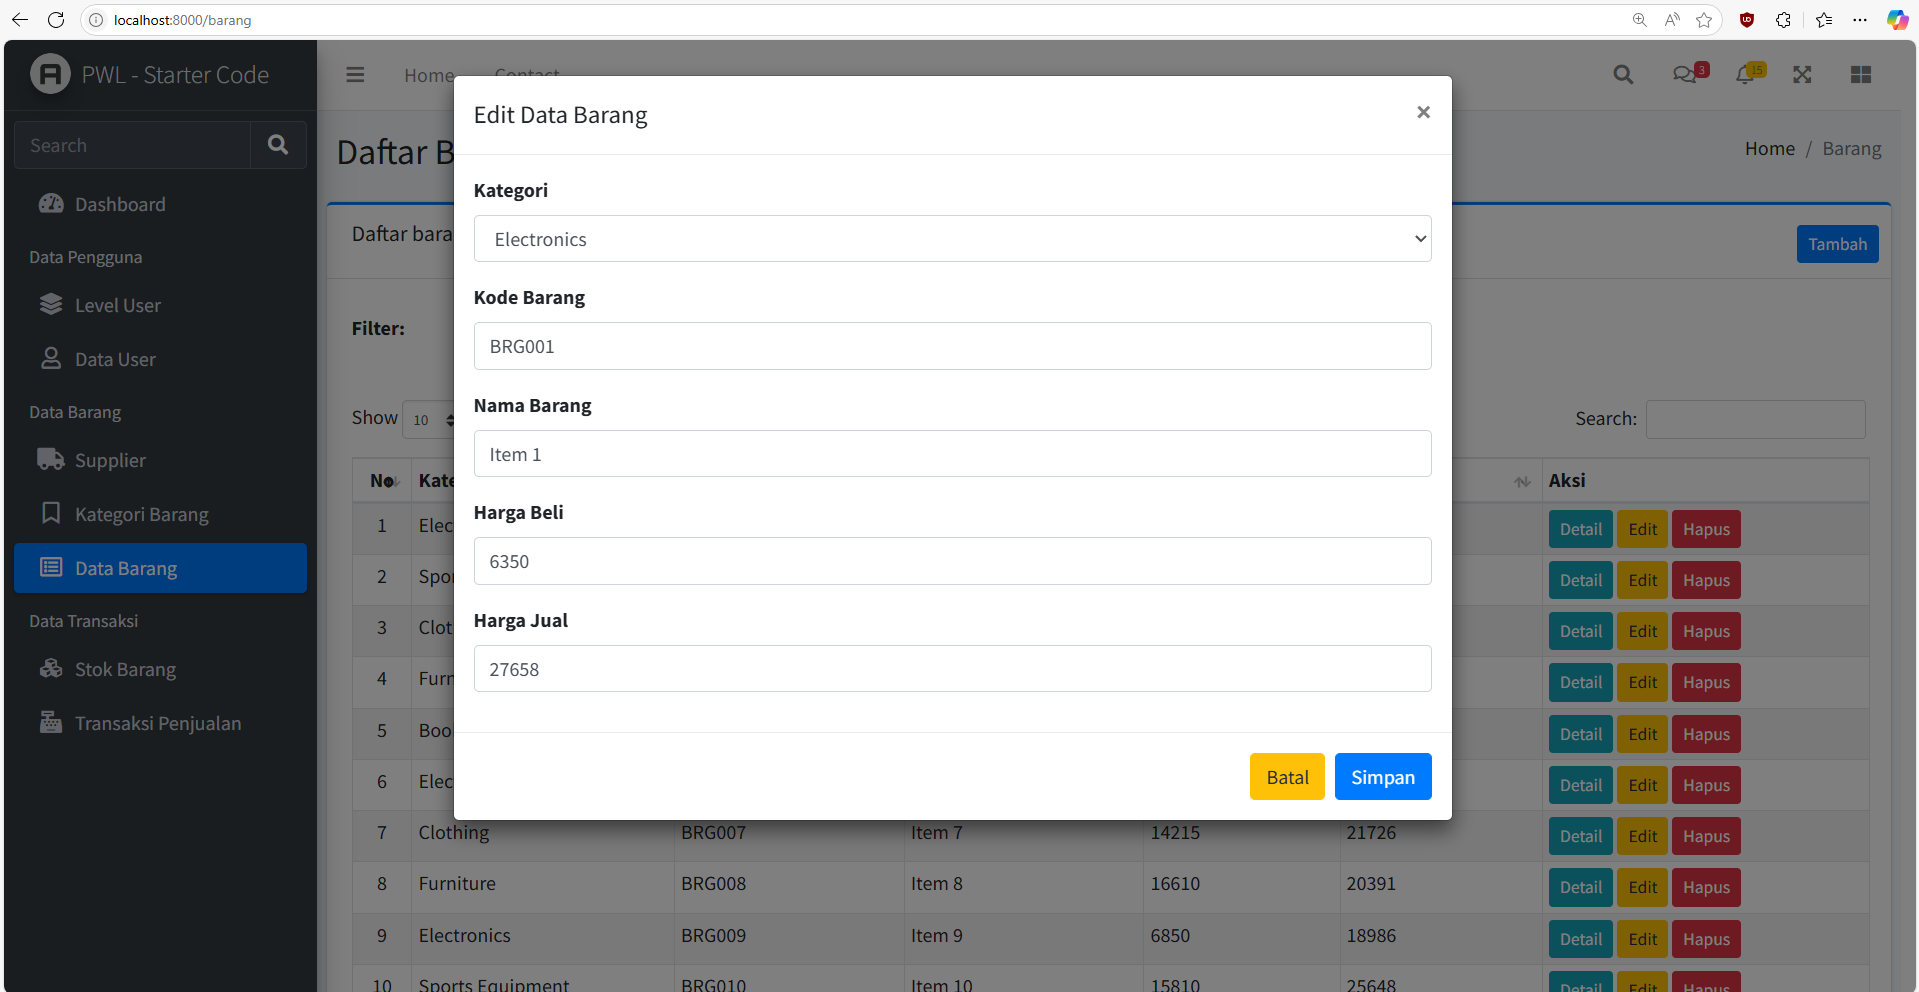 localhost:8000/barang
PWL - Starter Code
Home
Contact
3
15
Search
Dashboard
Data Pengguna
Level User
Data User
Data Barang
Supplier
Kategori Barang
Data Barang
Data Transaksi
Stok Barang
Transaksi Penjualan
Daftar B
Home / Barang
Daftar bara
Tambah
Filter:
Show 10
Search:
Edit Data Barang
×
Kategori
Electronics
Kode Barang
BRG001
Nama Barang
Item 1
Harga Beli
6350
Harga Jual
27658
Batal Simpan
No Kate Aksi
1 Elec Detail Edit Hapus
2 Spo Detail Edit Hapus
3 Clot Detail Edit Hapus
4 Furn Detail Edit Hapus
5 Boo Detail Edit Hapus
6 Elec Detail Edit Hapus
7 Clothing BRG007 Item 7 14215 21726 Detail Edit Hapus
8 Furniture BRG008 Item 8 16610 20391 Detail Edit Hapus
9 Electronics BRG009 Item 9 6850 18986 Detail Edit Hapus
10 Sports Equipment BRG010 Item 10 15810 25648 Detail Edit Hapus